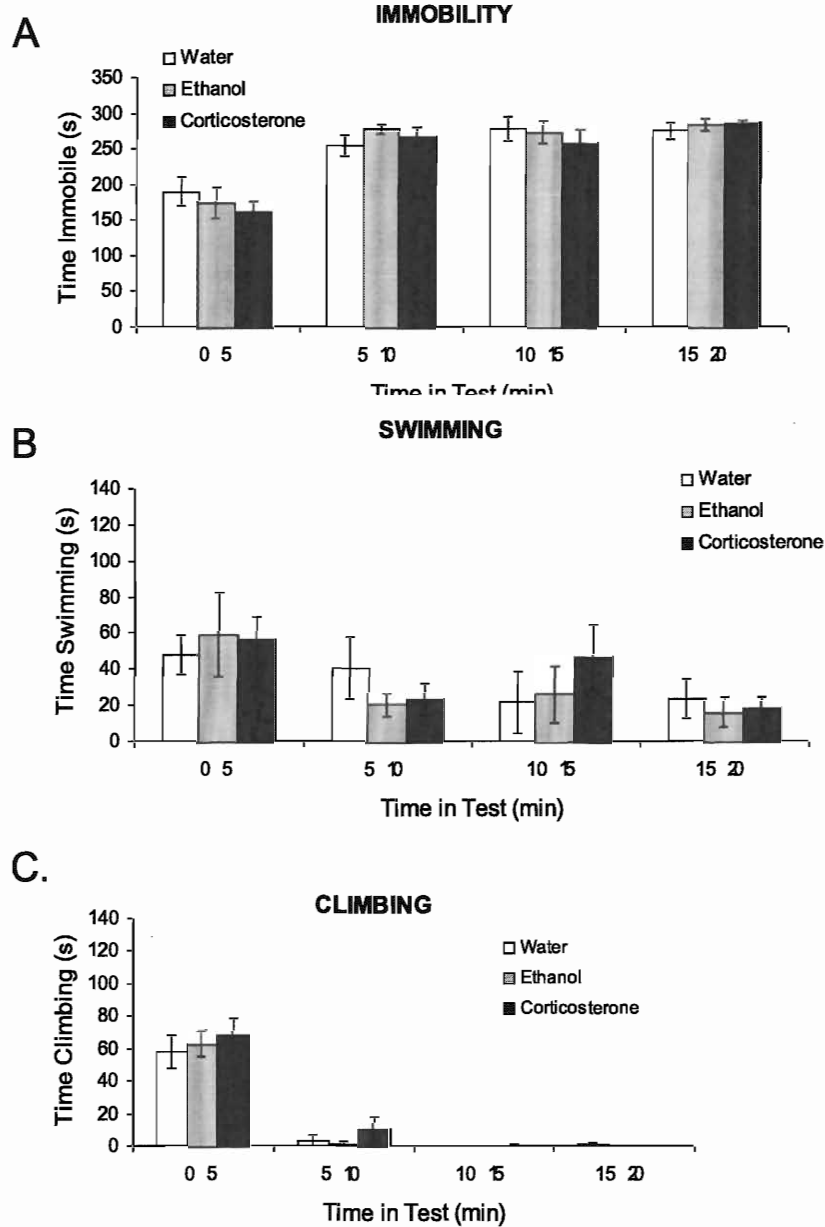 A
IMMOBILITY
Water
Ethanol
Corticosterone
350
300
250
200
150
100
50
0
Time Immobile (s)
0 5
5 10
10 15
15 20
Time in Test (min)
B
SWIMMING
Water
Ethanol
Corticosterone
140
120
100
80
60
40
20
0
Time Swimming (s)
0 5
5 10
10 15
15 20
Time in Test (min)
C.
CLIMBING
Water
Ethanol
Corticosterone
140
120
100
80
60
40
20
0
Time Climbing (s)
0 5
5 10
10 15
15 20
Time in Test (min)